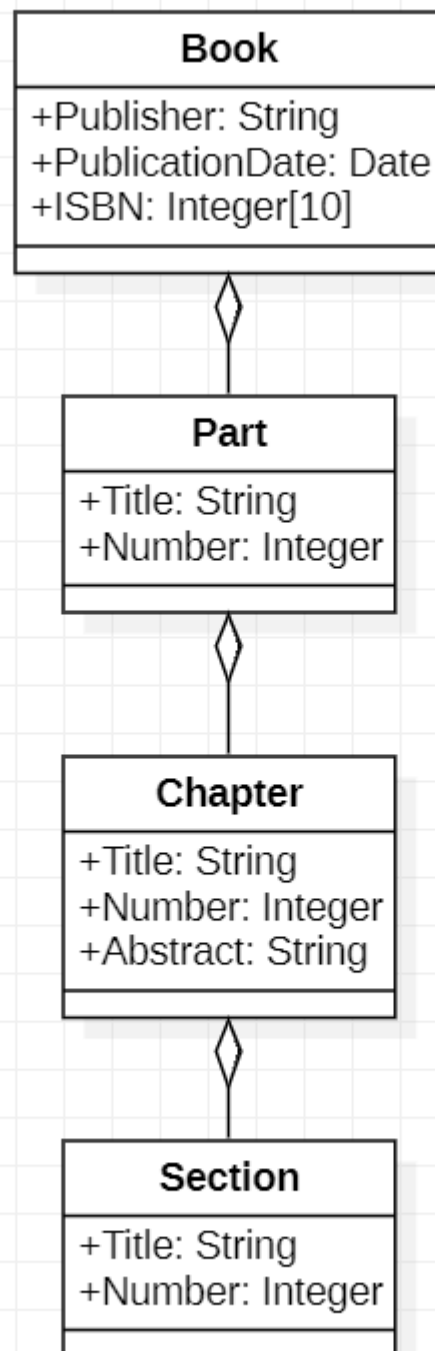 Book
+Publisher: String
+PublicationDate: Date
+ISBN: Integer[10]
Part
+Title: String
+Number: Integer
Chapter
+Title: String
+Number: Integer
+Abstract: String
Section
+Title: String
+Number: Integer